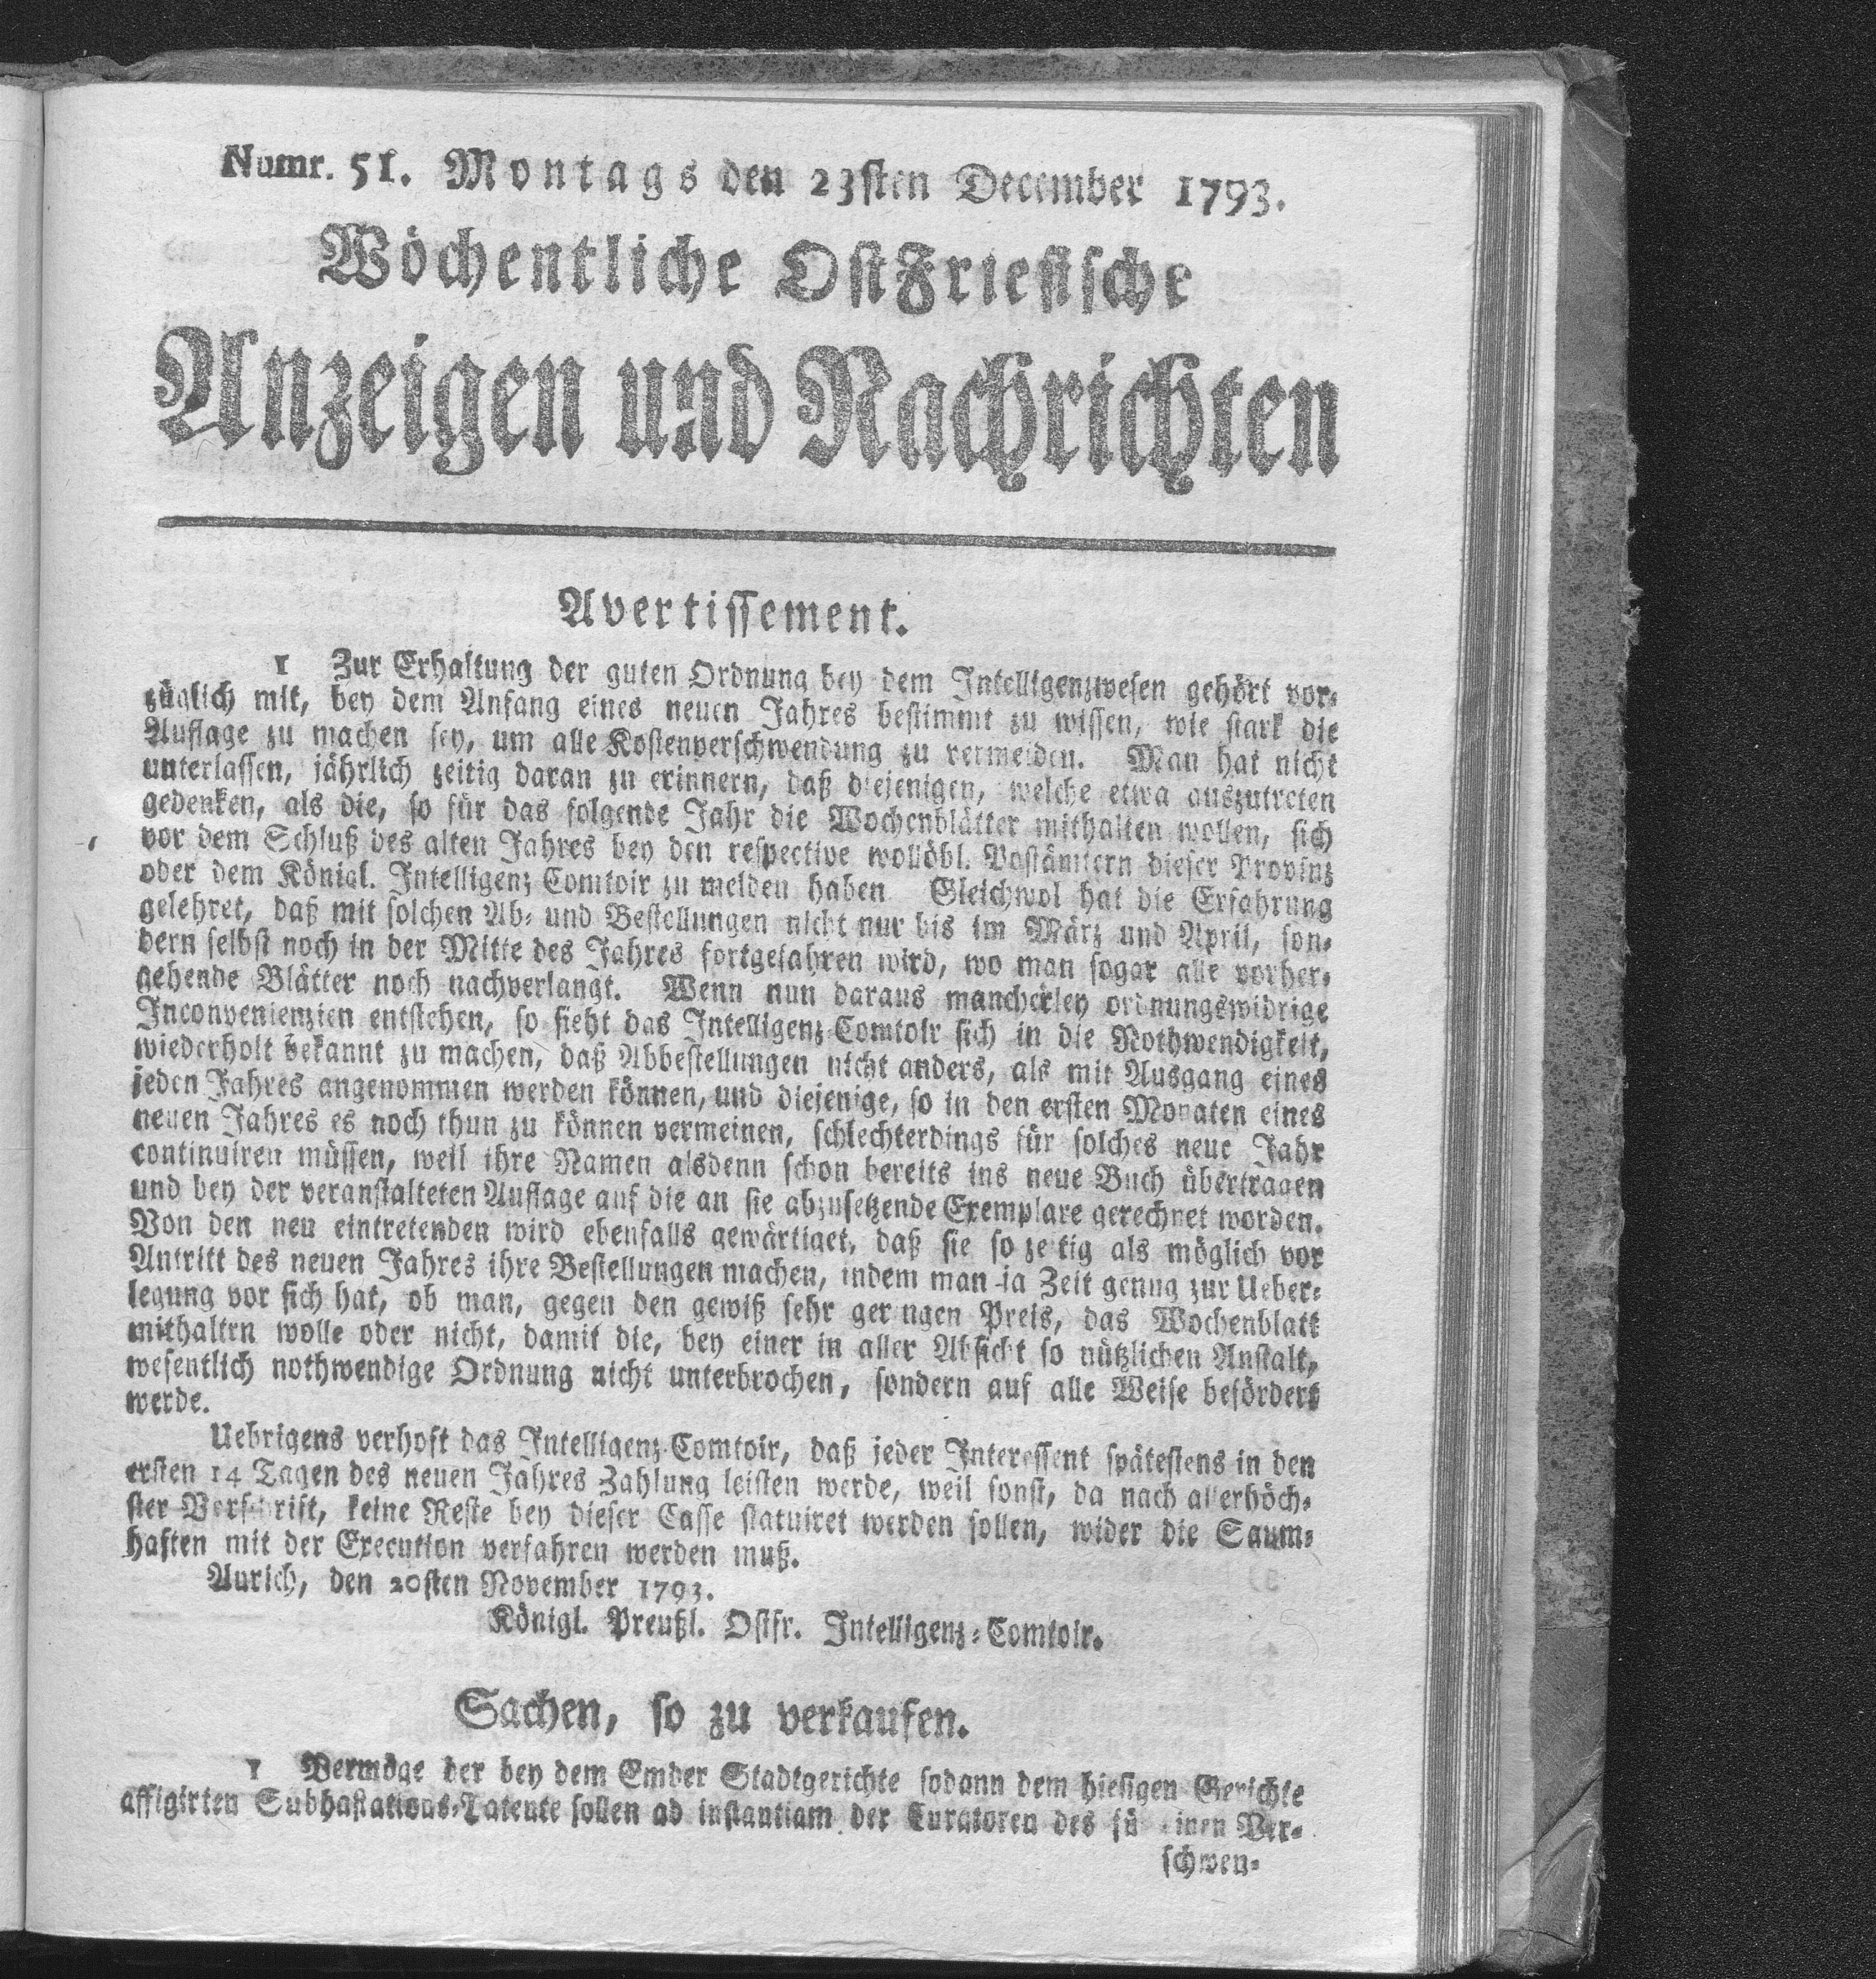 Numr. 51. Montags den 23sten December 1793.
Wöchentliche OstFriesische
Anzeigen und Nachrichten
Avertissement.
1 Zur Erhaltung der guten Ordnung bey dem Intelligenzwesen gehört vor-
züglich mit, bey dem Anfang eines neuen Jahres bestimmt zu wissen, wie stark die
Auflage zu machen sey, um alle Kostenverschwendung zu vermeiden. Man hat nicht
unterlassen, jährlich zeitig daran zu erinnern, daß diejenigen, welche etwa auszutreten
gedenken, als die, so für das folgende Jahr die Wochenblätter mithalten wollen, sich
vor dem Schluß des alten Jahres bey den respective wollöbl. Postämtern dieser Provinz
oder dem Königl. Intelligenz Comtoir zu melden haben Gleichwol hat die Erfahrung
gelehret, daß mit solchen Ab- und Bestellungen nicht nur bis im März und April, son-
dern selbst noch in der Mitte des Jahres fortgefahren wird, wo man sogar alle vorher-
gehende Blätter noch nachverlangt. Wenn nun daraus mancherley ordnungswidrige
Inconvenienzien entstehen, so sieht das Intelligenz-Comtoir sich in die Nothwendigkeit,
wiederholt bekannt zu machen, daß Abbestellungen nicht anders, als mit Ausgang eines
jeden Jahres angenommen werden können, und diejenige, so in den ersten Monaten eines
neuen Jahres es noch thun zu können vermeinen, schlechterdings für solches neue Jahr
continuiren müssen, weil ihre Namen alsdenn schon bereits ins neue Buch übertragen
und bey der veranstalteten Auflage auf die an sie abzusetzende Exemplare gerechnet worden.
Von den neu eintretenden wird ebenfalls gewärtiget, daß sie so zeitig als möglich vor
Antritt des neuen Jahres ihre Bestellungen machen, indem man ja Zeit genug zur Ueber-
legung vor sich hat, ob man, gegen den gewiß sehr geringen Preis, das Wochenblatt
mithalten wolle oder nicht, damit die, bey einer in aller Absicht so nützlichen Anstalt,
wesentlich nothwendige Ordnung nicht unterbrochen, sondern auf alle Weise befördert
werde.
Uebrigens verhoft das Intelligenz-Comtoir, daß jeder Interessent spätestens in den
ersten 14 Tagen des neuen Jahres Zahlung leisten werde, weil sonst, da nach allerhöch-
ster Vorschrift, keine Reste bey dieser Casse statuiret werden sollen, wider die Saum-
haften mit der Execution verfahren werden muß.
Aurich, den 20sten November 1793.
Königl. Preußl. Ostfr. Intelligenz-Comtoir.
Sachen, so zu verkaufen.
1 Vermöge der bey dem Emder Stadtgerichte sodann dem hiesigen Gerichte
affigirten Subhastations-Patente sollen ad instantiam der Curatoren des für einen Ver-
schwen-